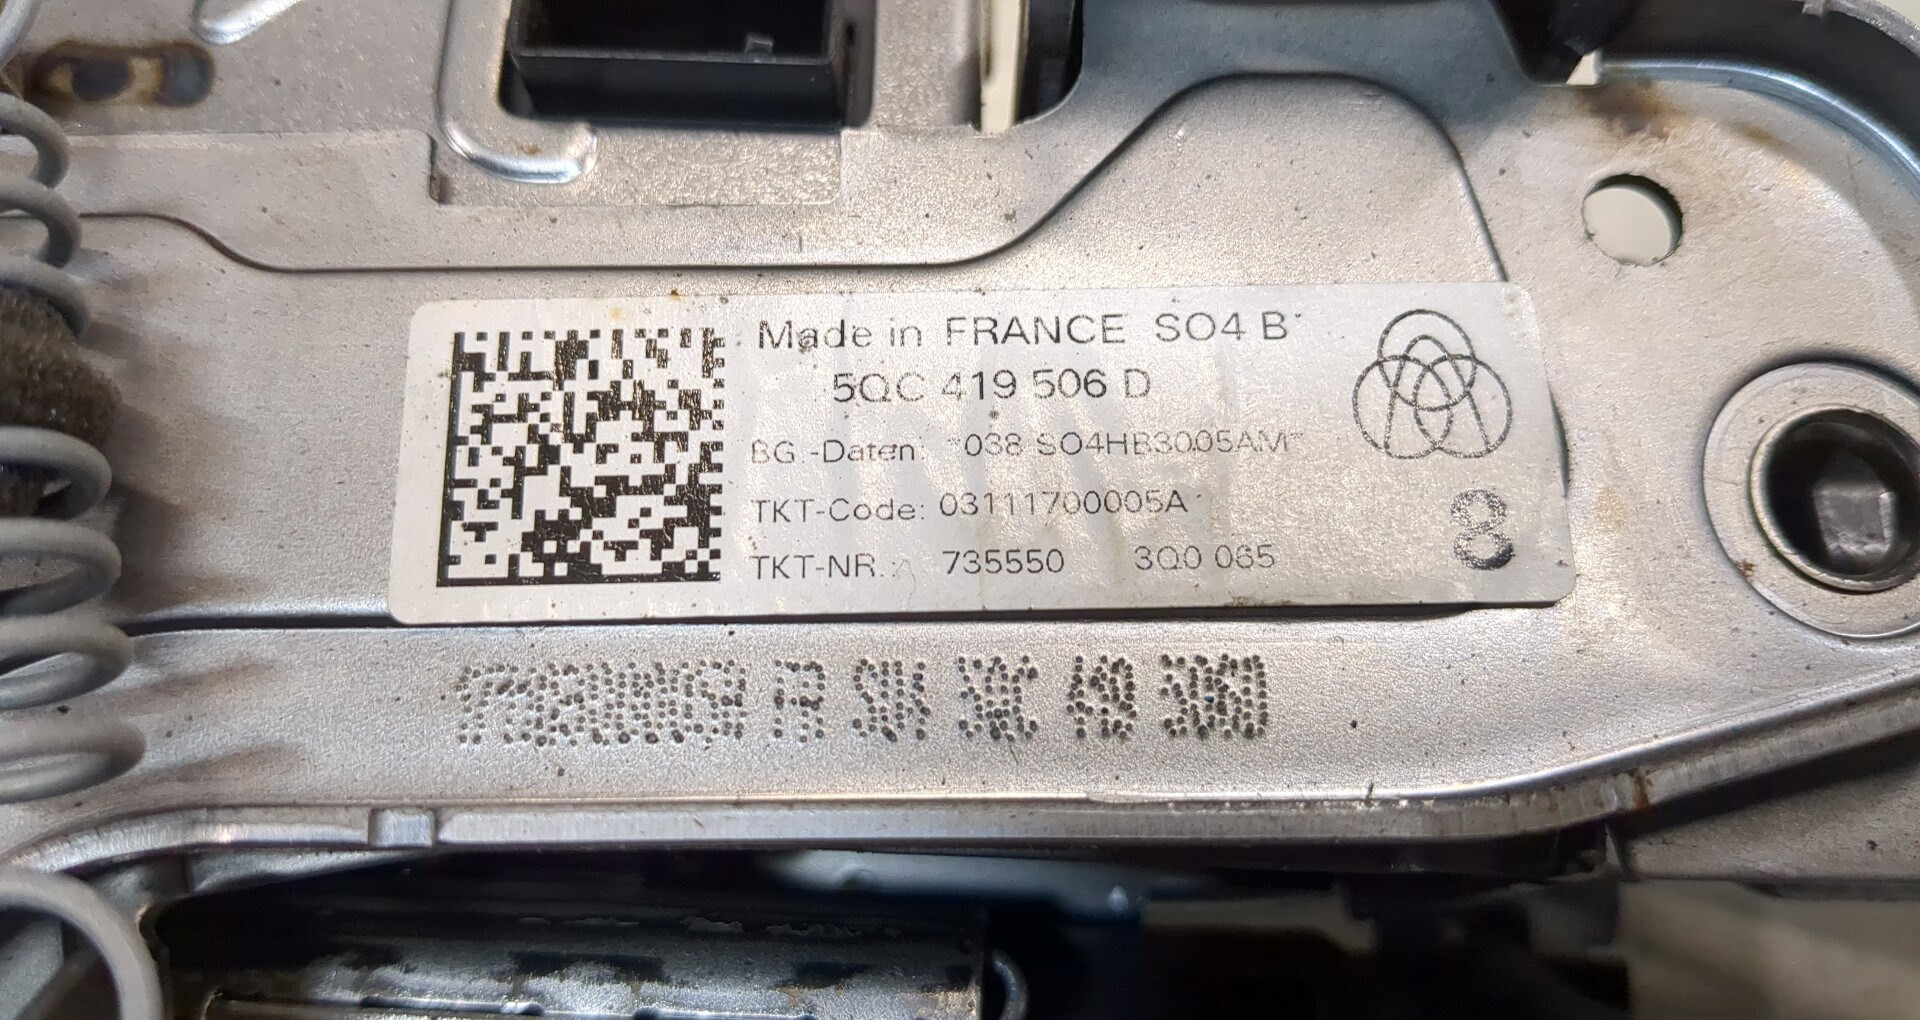 Made in FRANCE SO4 B
5QC 419 506 D
BG.-Daten: *038 SO4HB3005AM*
TKT-Code: 03111700005A
TKT-NR.: 735550 3Q0 065
8